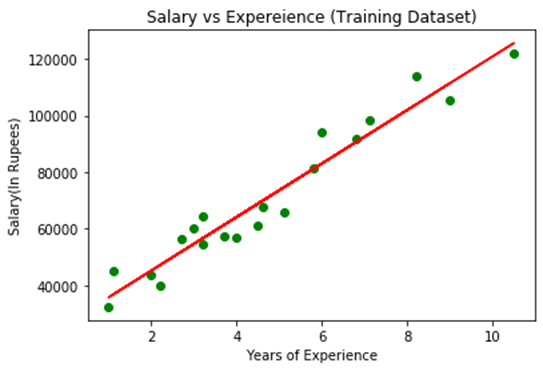 Salary vs Expereience (Training Dataset)
Salary(In Rupees)
120000
100000
80000
60000
40000
2 4 6 8 10
Years of Experience